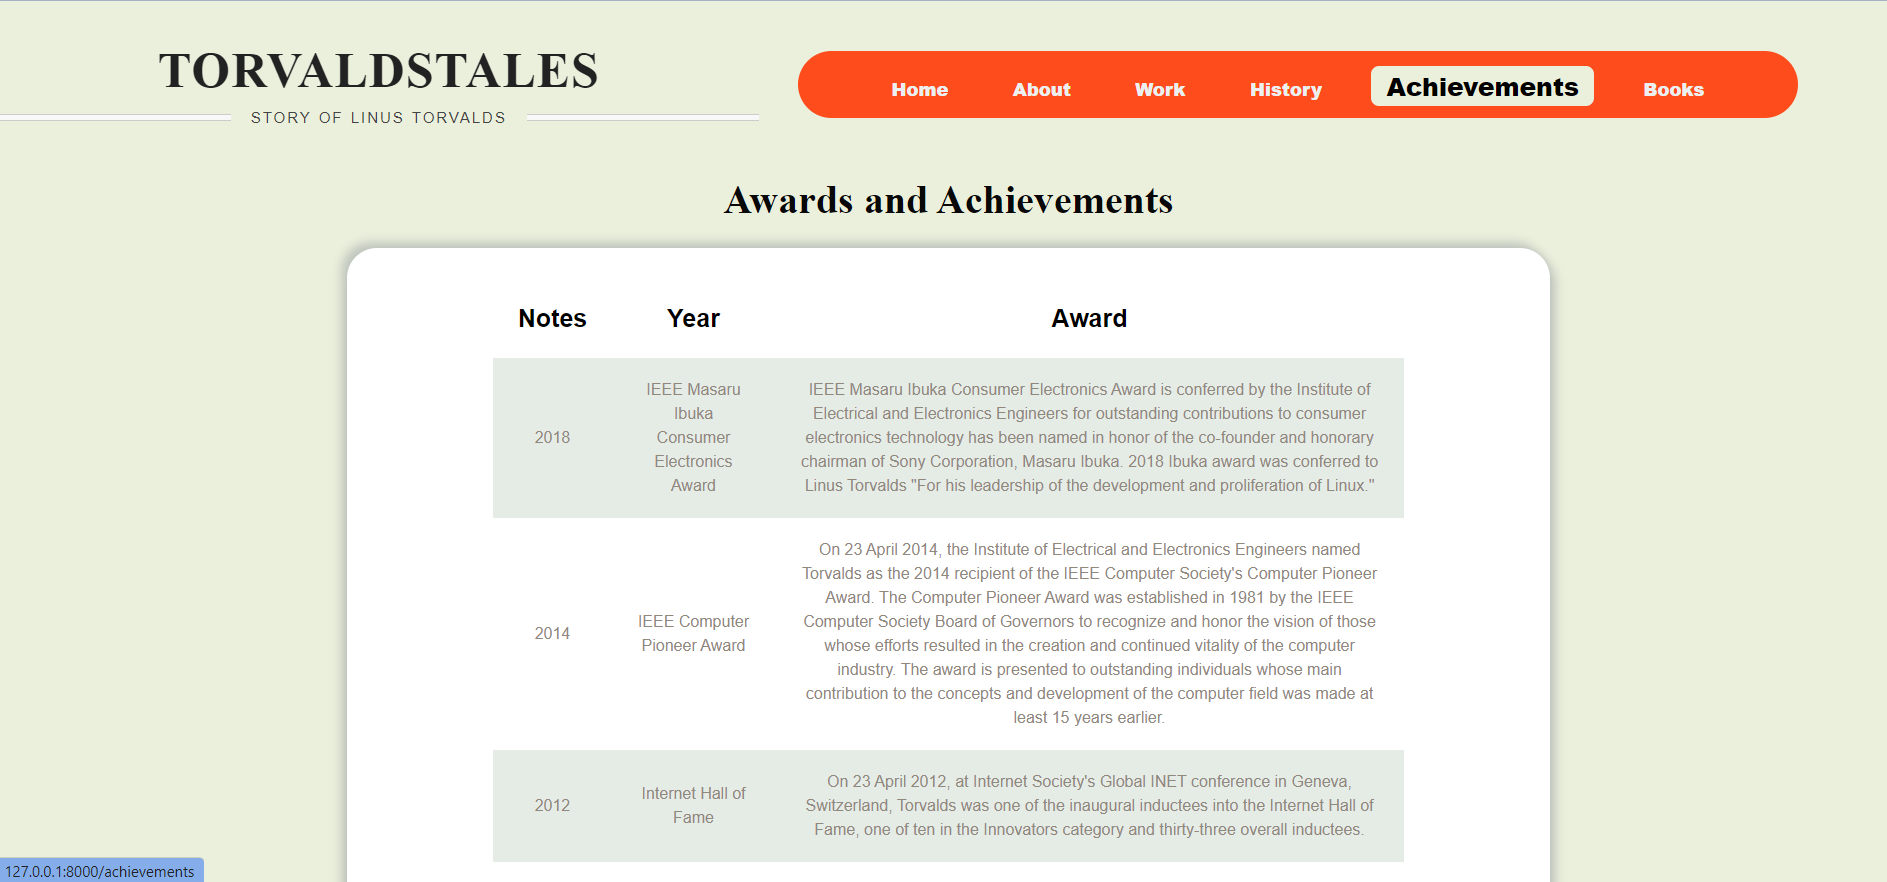 TORVALDSTALES
STORY OF LINUS TORVALDS
Home About Work History Achievements Books
Awards and Achievements
Notes Year Award
2018
IEEE Masaru
Ibuka
Consumer
Electronics
Award
IEEE Masaru Ibuka Consumer Electronics Award is conferred by the Institute of
Electrical and Electronics Engineers for outstanding contributions to consumer
electronics technology has been named in honor of the co-founder and honorary
chairman of Sony Corporation, Masaru Ibuka. 2018 Ibuka award was conferred to
Linus Torvalds "For his leadership of the development and proliferation of Linux."
2014
IEEE Computer
Pioneer Award
On 23 April 2014, the Institute of Electrical and Electronics Engineers named
Torvalds as the 2014 recipient of the IEEE Computer Society's Computer Pioneer
Award. The Computer Pioneer Award was established in 1981 by the IEEE
Computer Society Board of Governors to recognize and honor the vision of those
whose efforts resulted in the creation and continued vitality of the computer
industry. The award is presented to outstanding individuals whose main
contribution to the concepts and development of the computer field was made at
least 15 years earlier.
2012
Internet Hall of
Fame
On 23 April 2012, at Internet Society's Global INET conference in Geneva,
Switzerland, Torvalds was one of the inaugural inductees into the Internet Hall of
Fame, one of ten in the Innovators category and thirty-three overall inductees.
127.0.0.1:8000/achievements